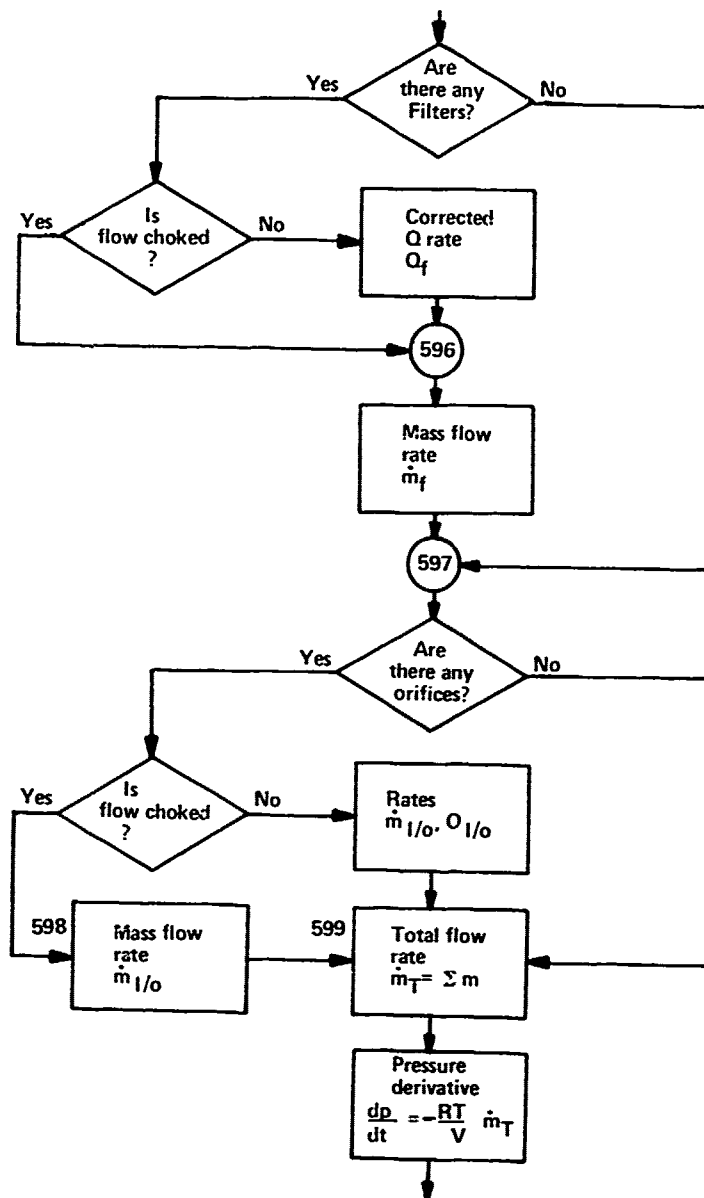 Are
there any
Filters?
Yes
No
Is
flow choked
?
Yes
No
Corrected
Q rate
Q_f
596
Mass flow
rate
ṁ_f
597
Are
there any
orifices?
Yes
No
Is
flow choked
?
Yes
No
Rates
ṁ_I/o, O_I/o
598
Mass flow
rate
ṁ_I/o
599
Total flow
rate
ṁ_T = Σ m
Pressure
derivative
dp/dt = -RT/V ṁ_T